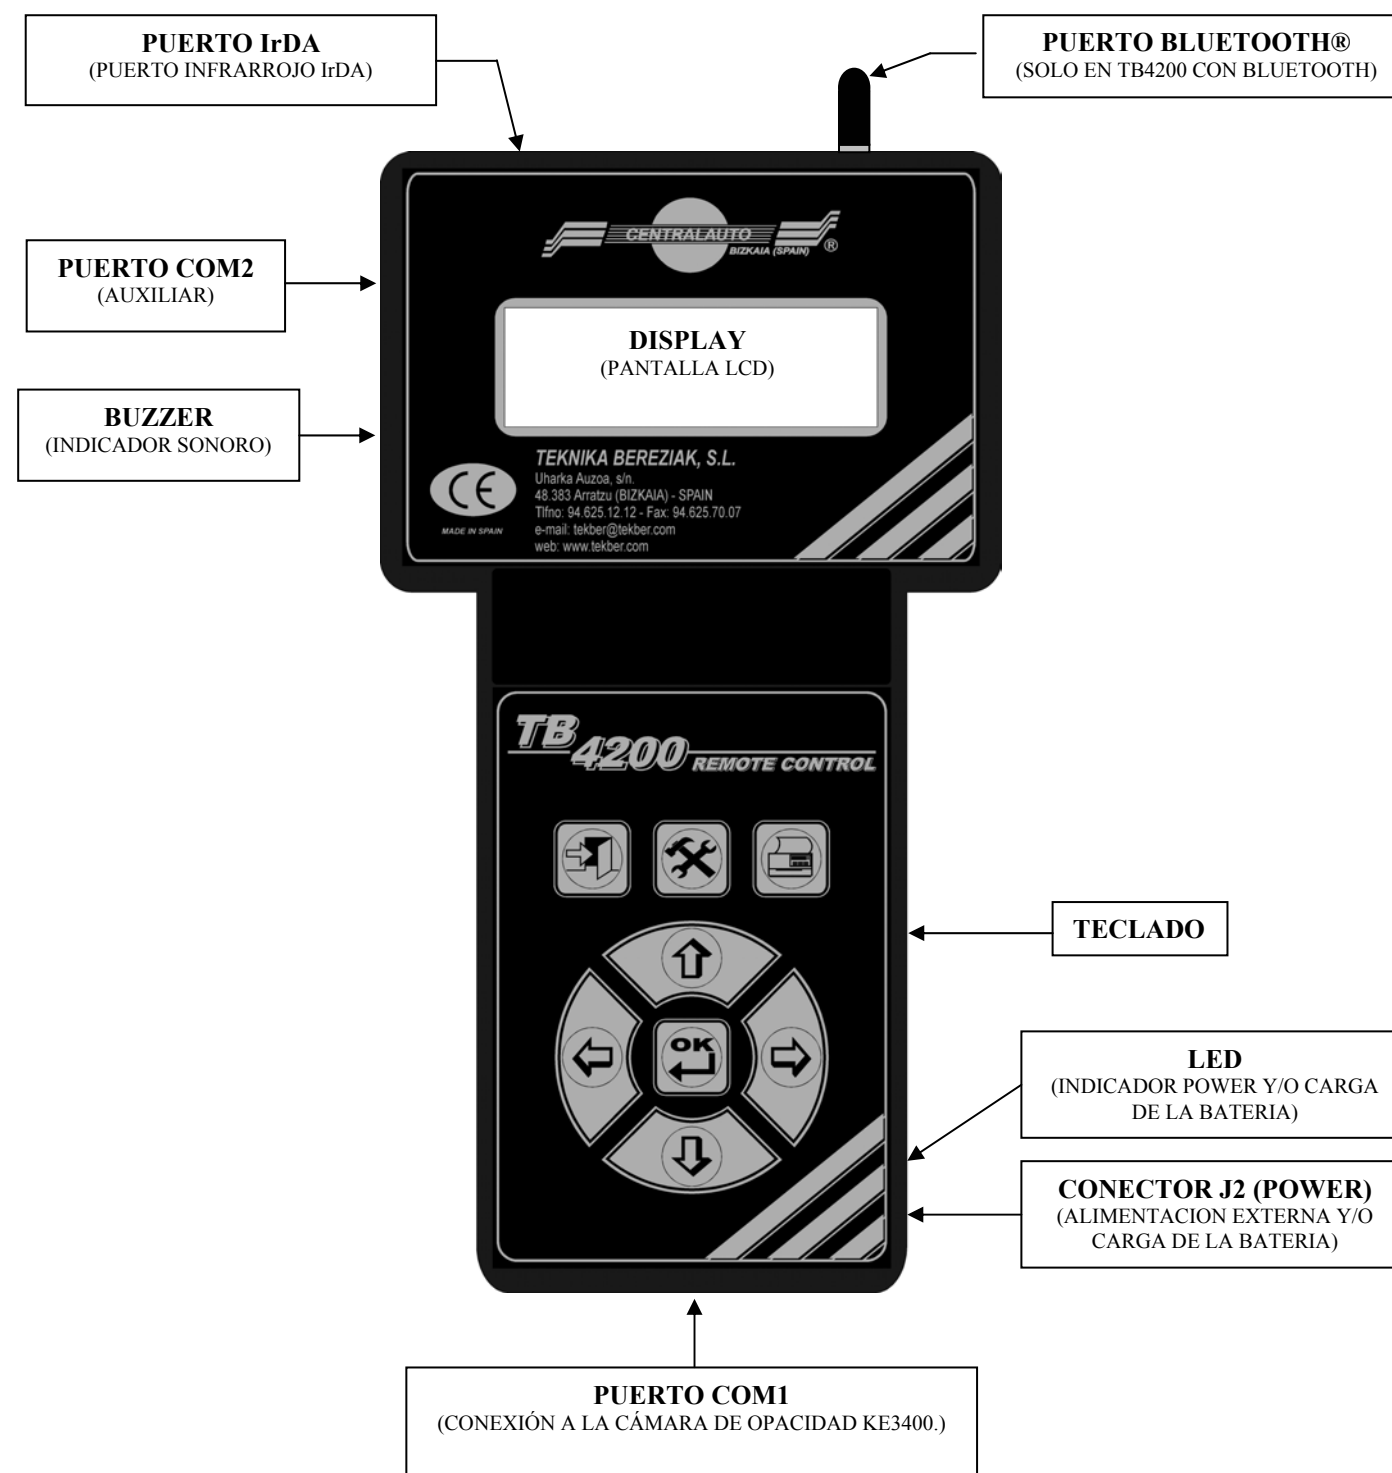 PUERTO IrDA
(PUERTO INFRARROJO IrDA)
PUERTO BLUETOOTH®
(SOLO EN TB4200 CON BLUETOOTH)
CENTRALAUTO
BIZKAIA (SPAIN) ®
PUERTO COM2
(AUXILIAR)
DISPLAY
(PANTALLA LCD)
BUZZER
(INDICADOR SONORO)
CE
MADE IN SPAIN
TEKNIKA BEREZIAK, S.L.
Uharka Auzoa, s/n.
48.383 Arratzu (BIZKAIA) - SPAIN
Tlfno: 94.625.12.12 - Fax: 94.625.70.07
e-mail: tekber@tekber.com
web: www.tekber.com
TB 4200 REMOTE CONTROL
TECLADO
OK
LED
(INDICADOR POWER Y/O CARGA
DE LA BATERIA)
CONECTOR J2 (POWER)
(ALIMENTACION EXTERNA Y/O
CARGA DE LA BATERIA)
PUERTO COM1
(CONEXIÓN A LA CÁMARA DE OPACIDAD KE3400.)